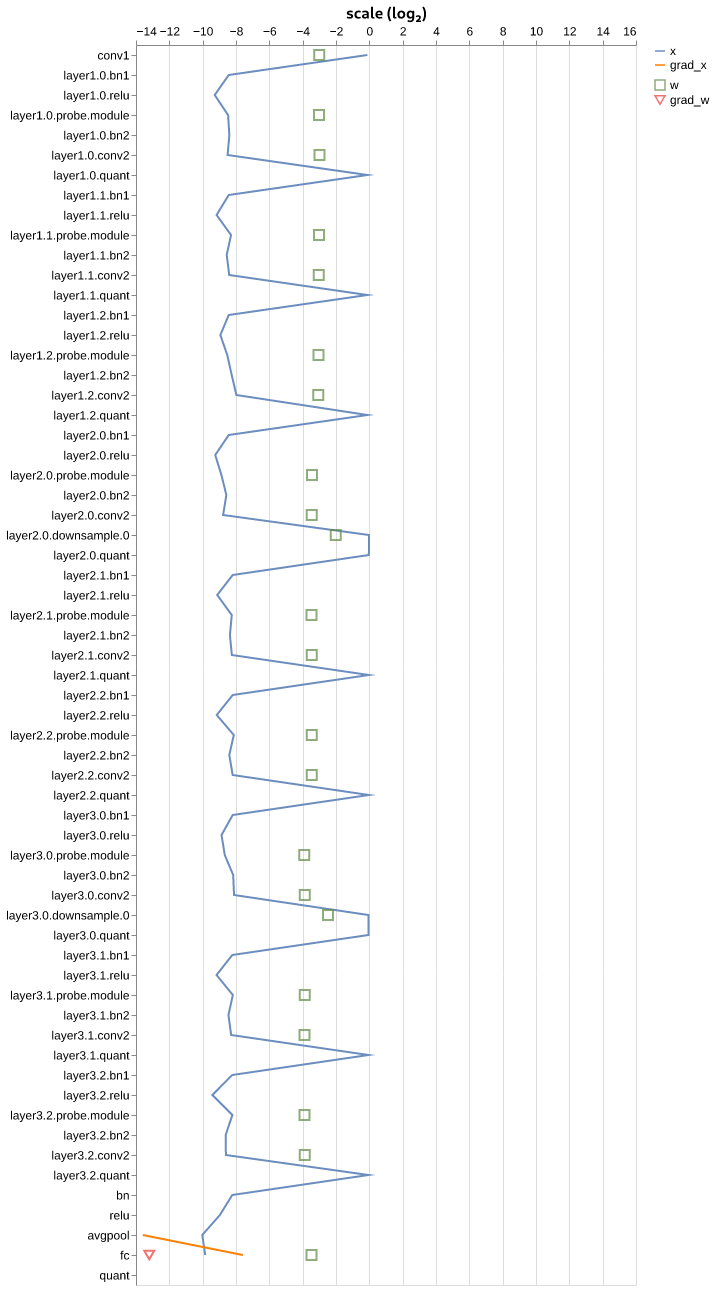 scale (log₂)
−14 −12 −10 −8 −6 −4 −2 0 2 4 6 8 10 12 14 16
x
grad_x
w
grad_w
conv1
layer1.0.bn1
layer1.0.relu
layer1.0.probe.module
layer1.0.bn2
layer1.0.conv2
layer1.0.quant
layer1.1.bn1
layer1.1.relu
layer1.1.probe.module
layer1.1.bn2
layer1.1.conv2
layer1.1.quant
layer1.2.bn1
layer1.2.relu
layer1.2.probe.module
layer1.2.bn2
layer1.2.conv2
layer1.2.quant
layer2.0.bn1
layer2.0.relu
layer2.0.probe.module
layer2.0.bn2
layer2.0.conv2
layer2.0.downsample.0
layer2.0.quant
layer2.1.bn1
layer2.1.relu
layer2.1.probe.module
layer2.1.bn2
layer2.1.conv2
layer2.1.quant
layer2.2.bn1
layer2.2.relu
layer2.2.probe.module
layer2.2.bn2
layer2.2.conv2
layer2.2.quant
layer3.0.bn1
layer3.0.relu
layer3.0.probe.module
layer3.0.bn2
layer3.0.conv2
layer3.0.downsample.0
layer3.0.quant
layer3.1.bn1
layer3.1.relu
layer3.1.probe.module
layer3.1.bn2
layer3.1.conv2
layer3.1.quant
layer3.2.bn1
layer3.2.relu
layer3.2.probe.module
layer3.2.bn2
layer3.2.conv2
layer3.2.quant
bn
relu
avgpool
fc
quant